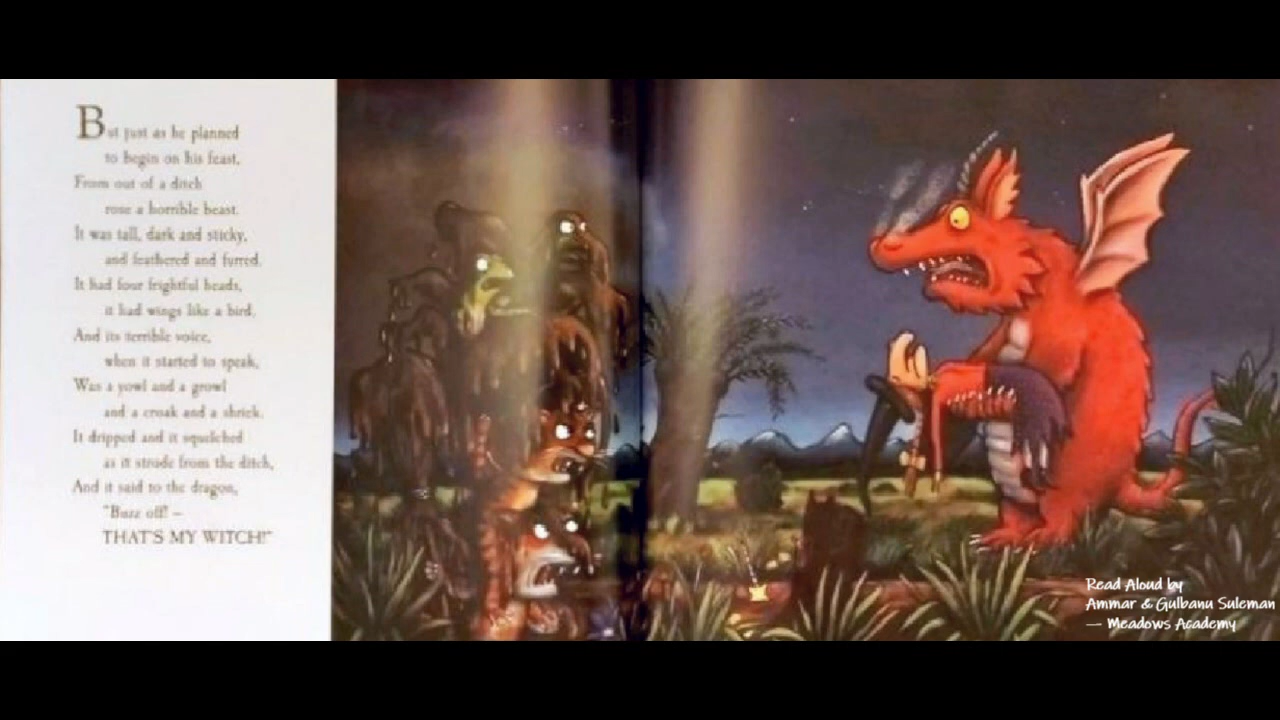 But just as he planned
to begin on his feast,
From out of a ditch
rose a horrible beast.
It was tall, dark and sticky,
and feathered and furred.
It had four frightful heads,
it had wings like a bird.
And its terrible voice,
when it started to speak,
Was a yowl and a growl
and a croak and a shriek.
It dripped and it squelched
as it strode from the ditch,
And it said to the dragon,
"Buzz off! –
THAT'S MY WITCH!"
Read Aloud by
Ammar & Gulbanu Suleman
— Meadows Academy